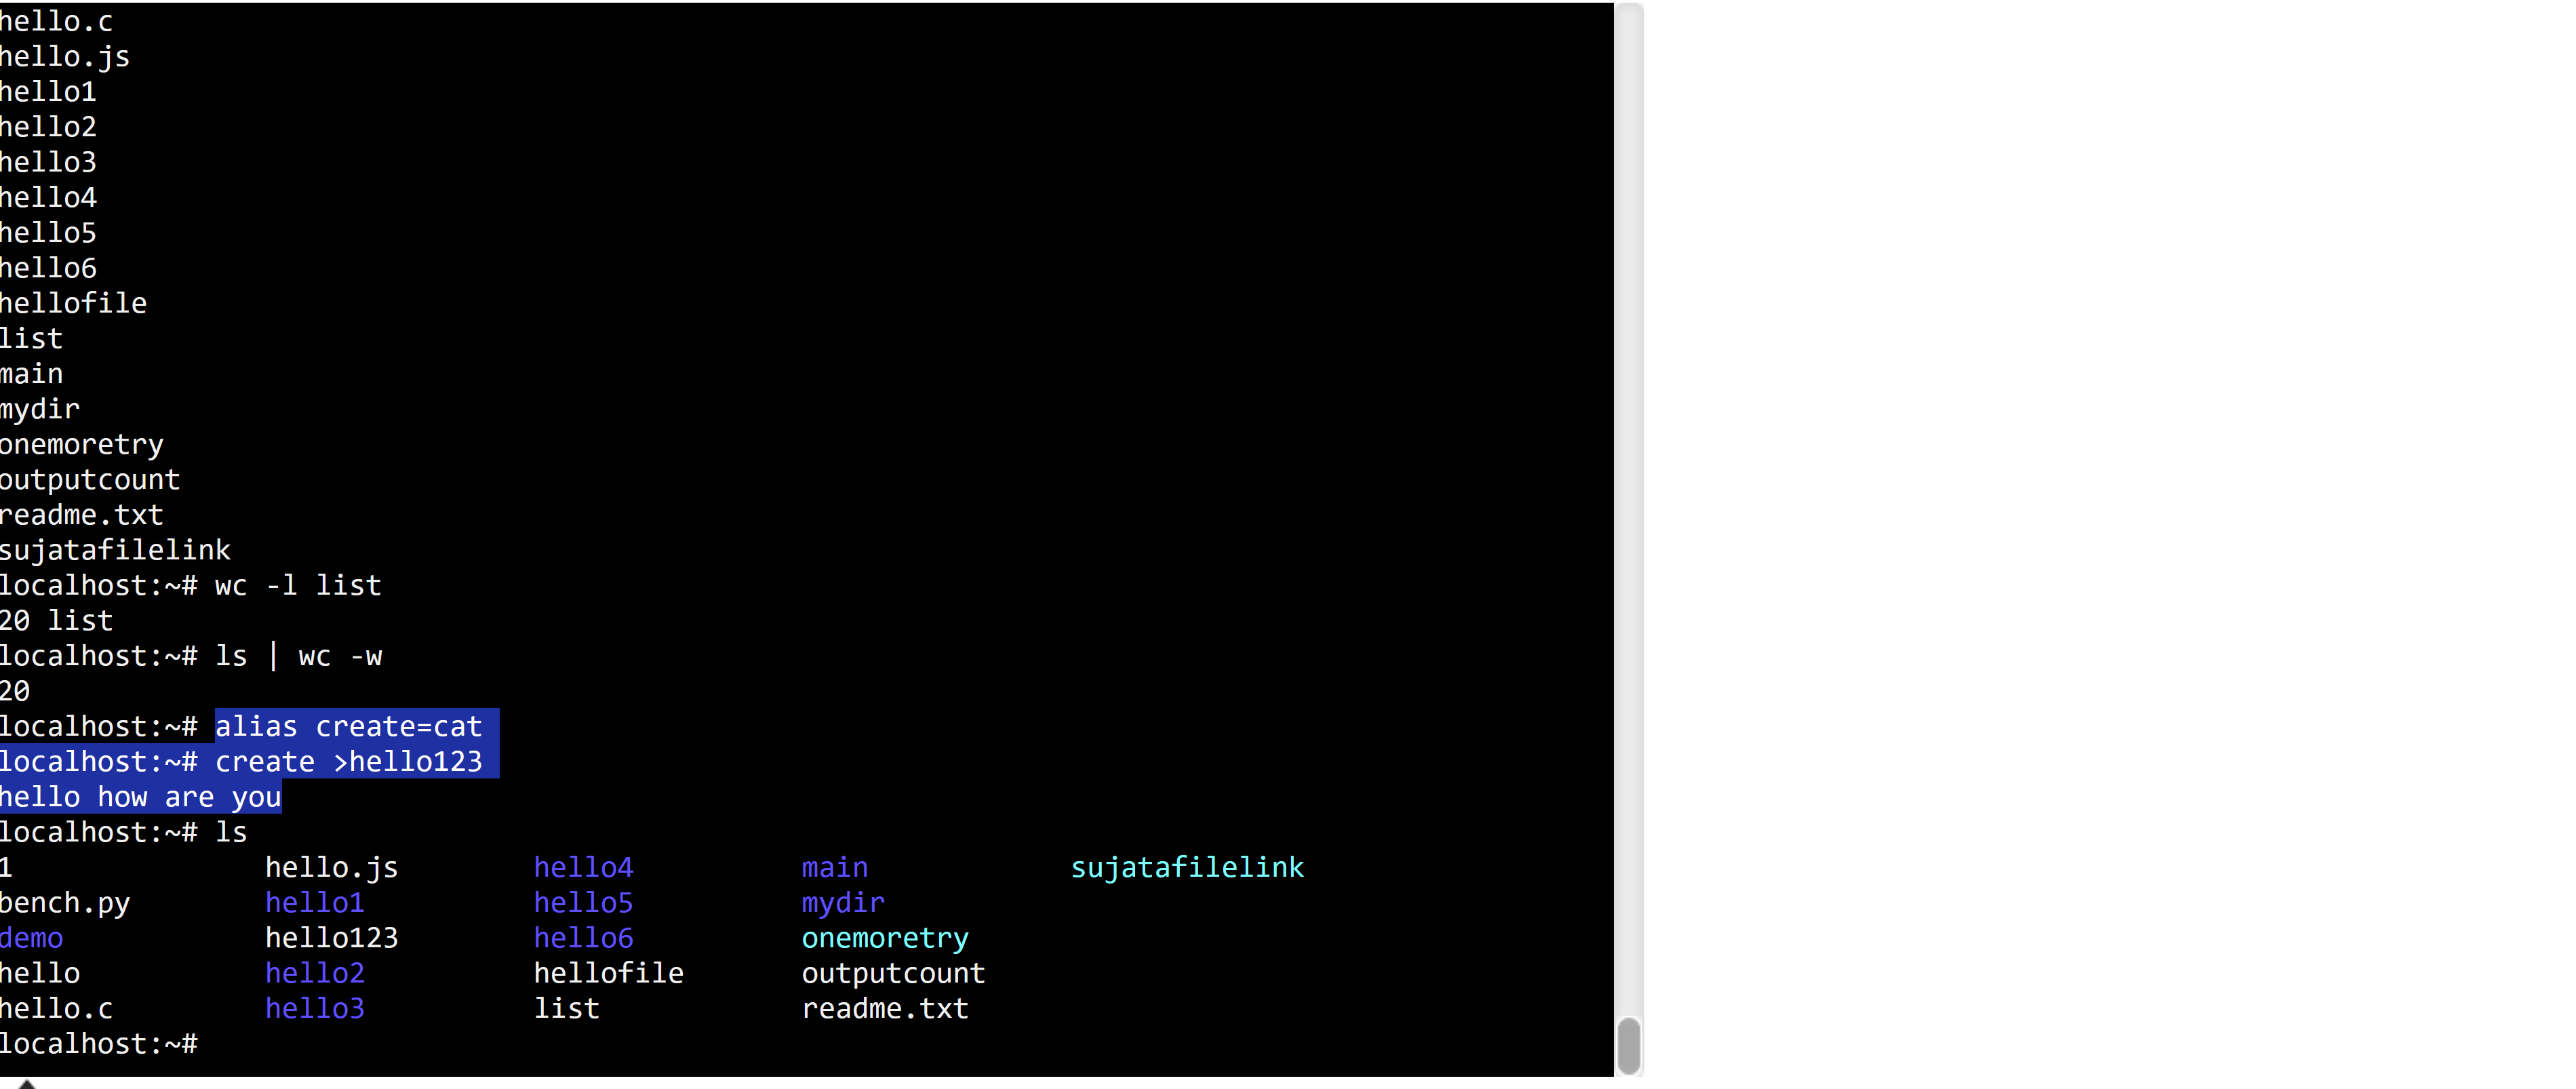 hello.c
hello.js
hello1
hello2
hello3
hello4
hello5
hello6
hellofile
list
main
mydir
onemoretry
outputcount
readme.txt
sujatafilelink
localhost:~# wc -l list
20 list
localhost:~# ls | wc -w
20
localhost:~# alias create=cat
localhost:~# create >hello123
hello how are you
localhost:~# ls
1 hello.js hello4 main sujatafilelink
bench.py hello1 hello5 mydir
demo hello123 hello6 onemoretry
hello hello2 hellofile outputcount
hello.c hello3 list readme.txt
localhost:~#